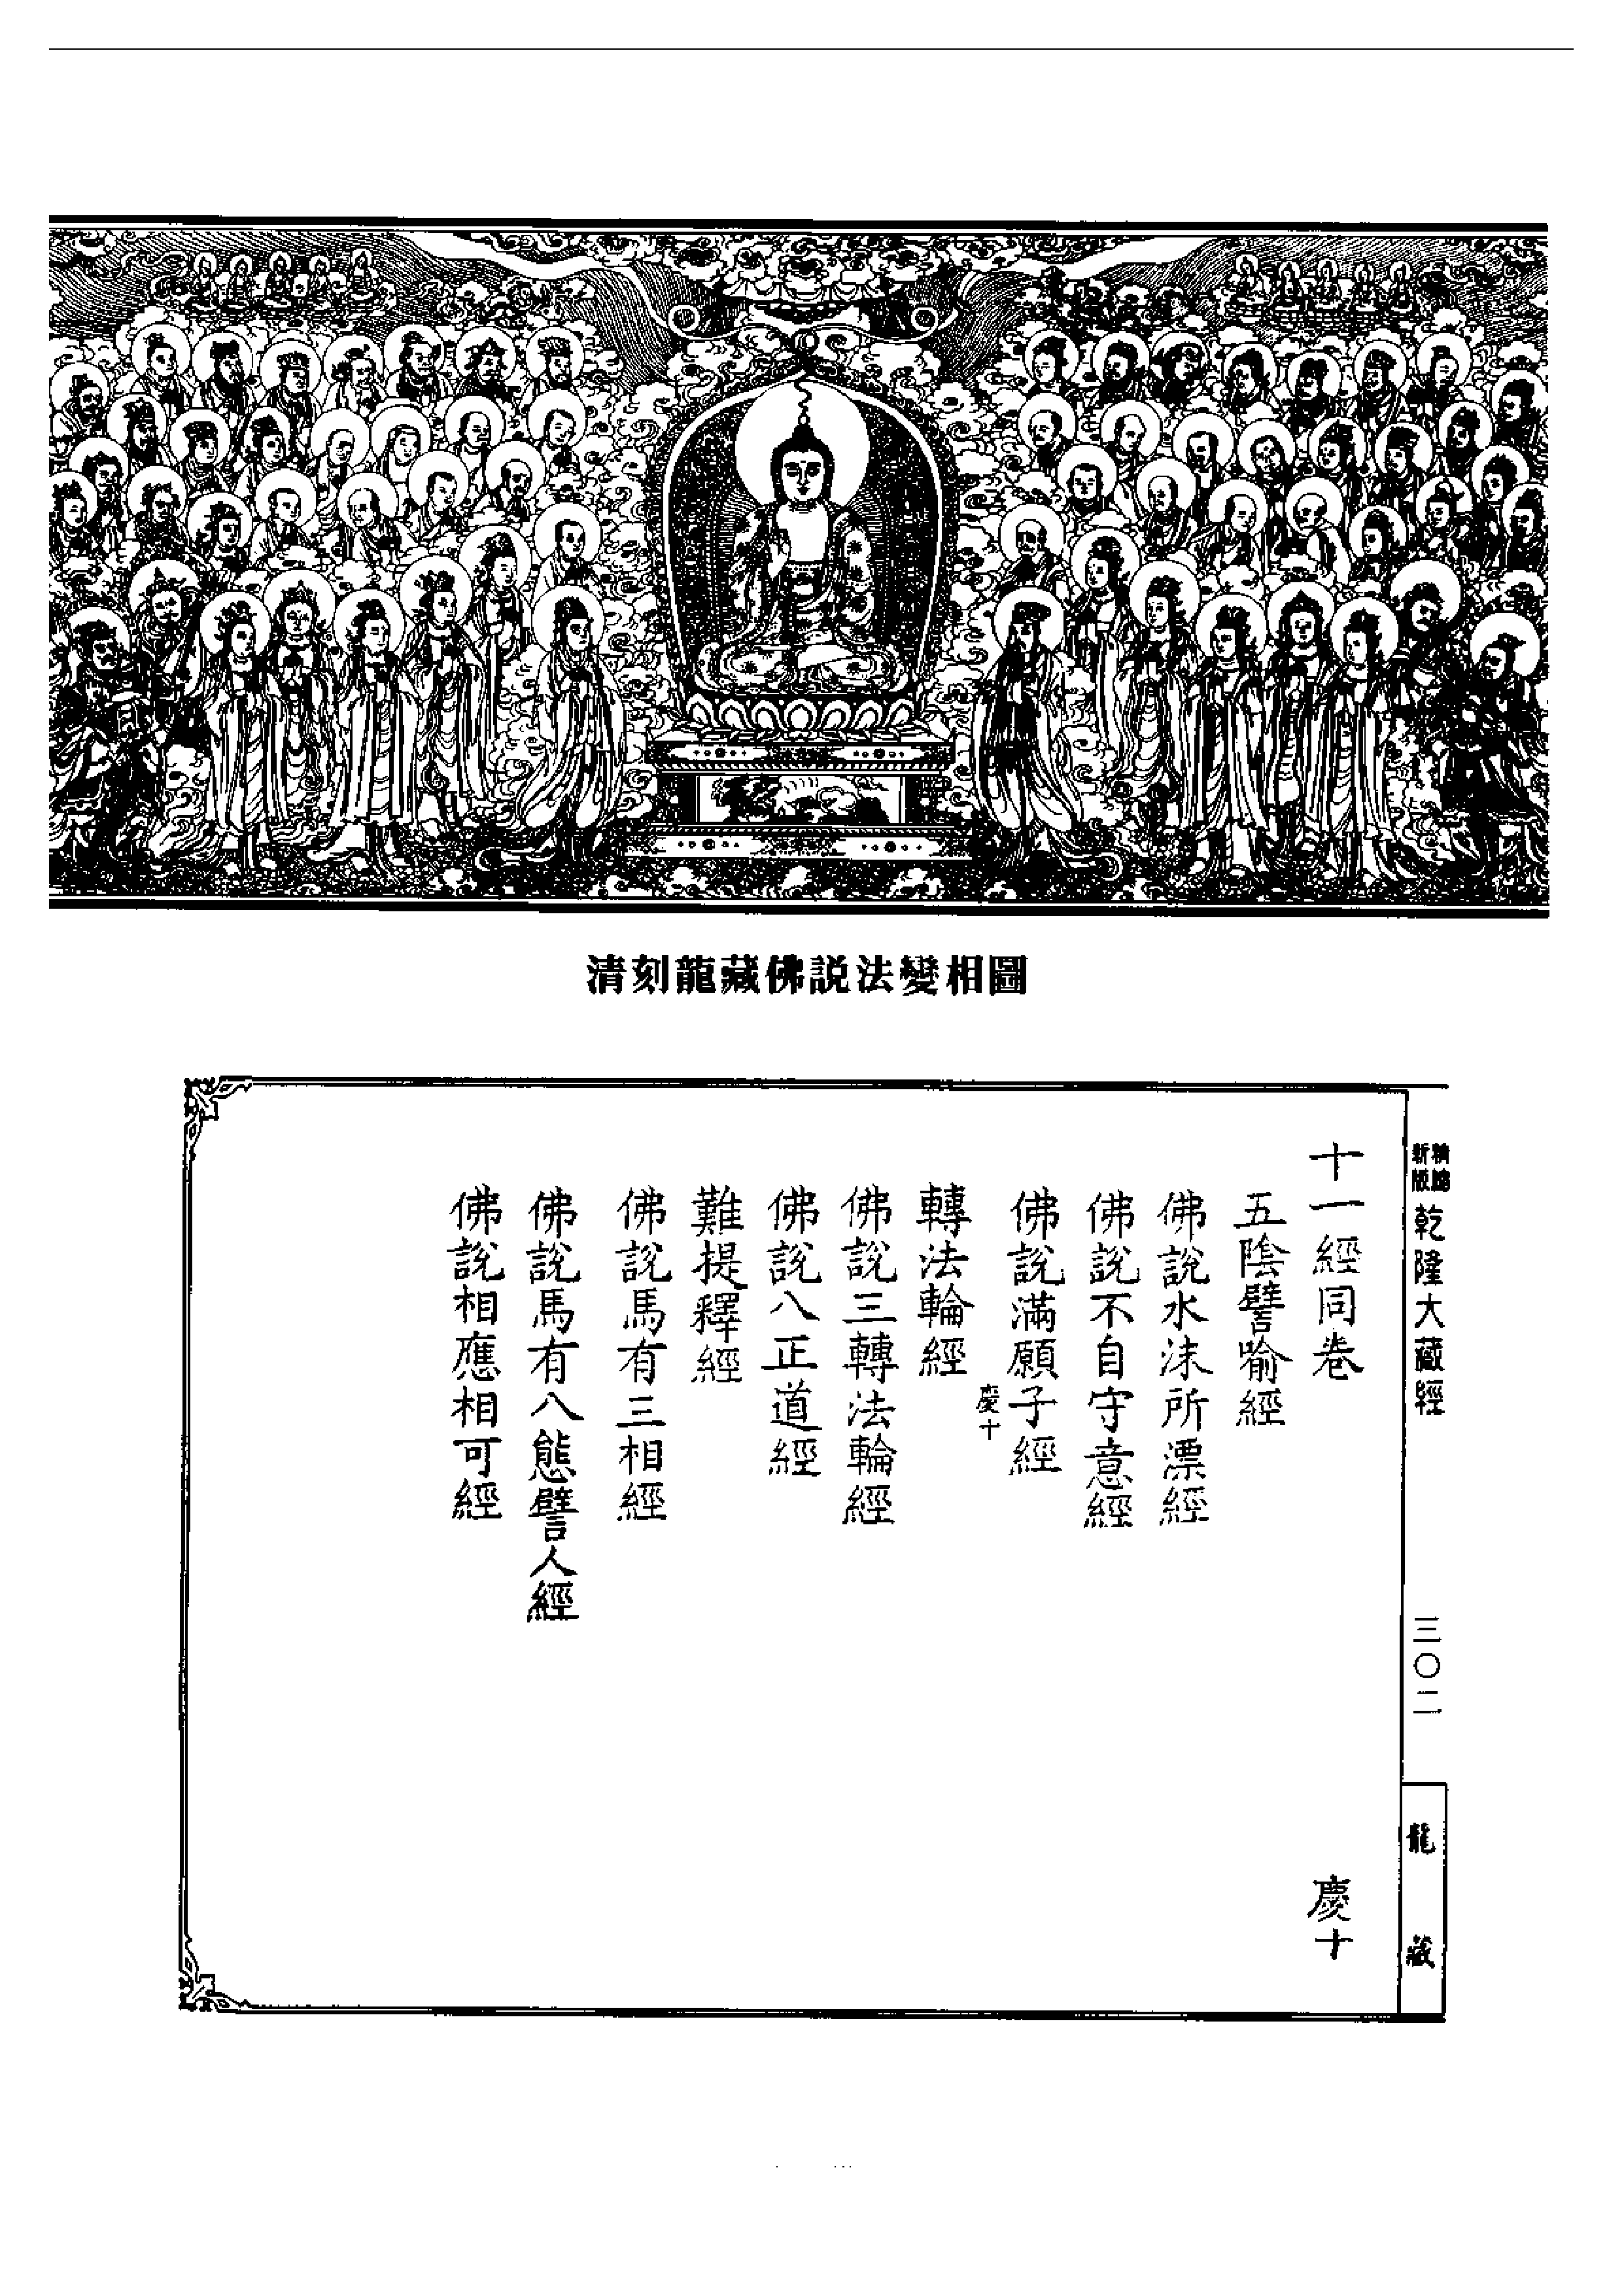 清刻龍藏佛説法變相圖
新版
精縮
乾隆大藏經
三〇二
龍藏
十一經同卷
慶十
五陰譬喻經
佛說水沫所漂經
佛說不自守意經
佛說滿願子經
慶十
轉法輪經
佛說三轉法輪經
佛說八正道經
難提釋經
佛說馬有三相經
佛說馬有八態譬人經
佛說相應相可經